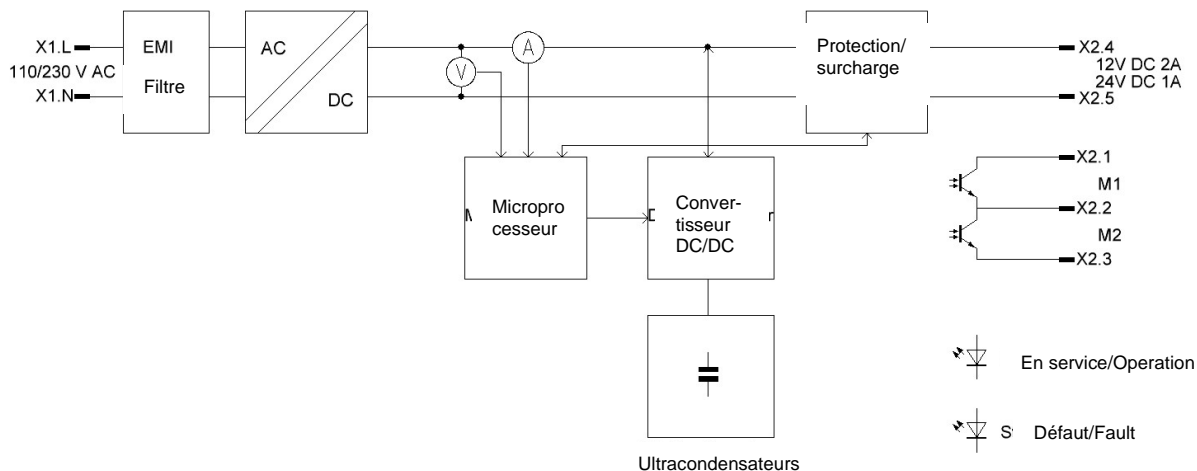 X1.L
110/230 V AC
X1.N
EMI
Filtre
AC
DC
V
A
Protection/
surcharge
X2.4
12V DC 2A
24V DC 1A
X2.5
Micropro
cesseur
Conver-
tisseur
DC/DC
X2.1
M1
X2.2
M2
X2.3
Ultracondensateurs
En service/Operation
S Défaut/Fault